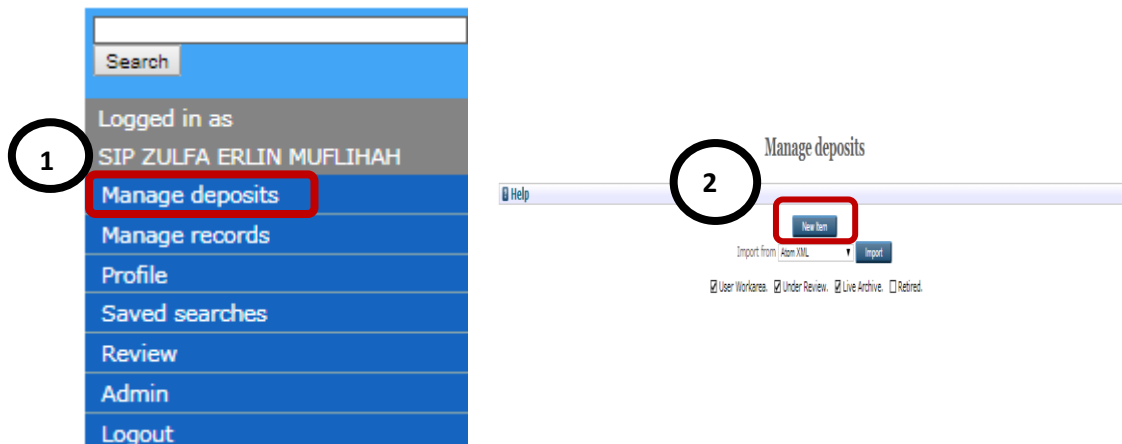 Search
Logged in as
1
SIP ZULFA ERLIN MUFLIHAH
Manage deposits
Manage records
Profile
Saved searches
Review
Admin
Logout
Manage deposits
2
Help
New Item
Import from Atom XML Import
User Workarea. Under Review. Live Archive. Retired.